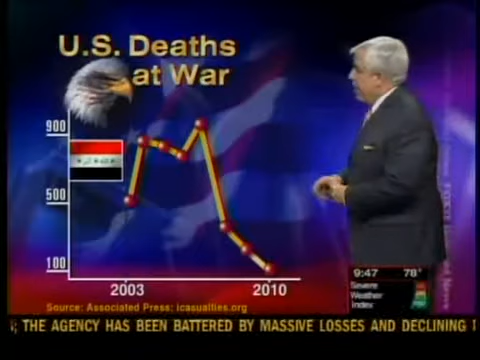 U.S. Deaths
at War
900
500
100
2003
2010
Source: Associated Press: icasualties.org
9:47 78°
Severe
Weather
Index
; THE AGENCY HAS BEEN BATTERED BY MASSIVE LOSSES AND DECLINING